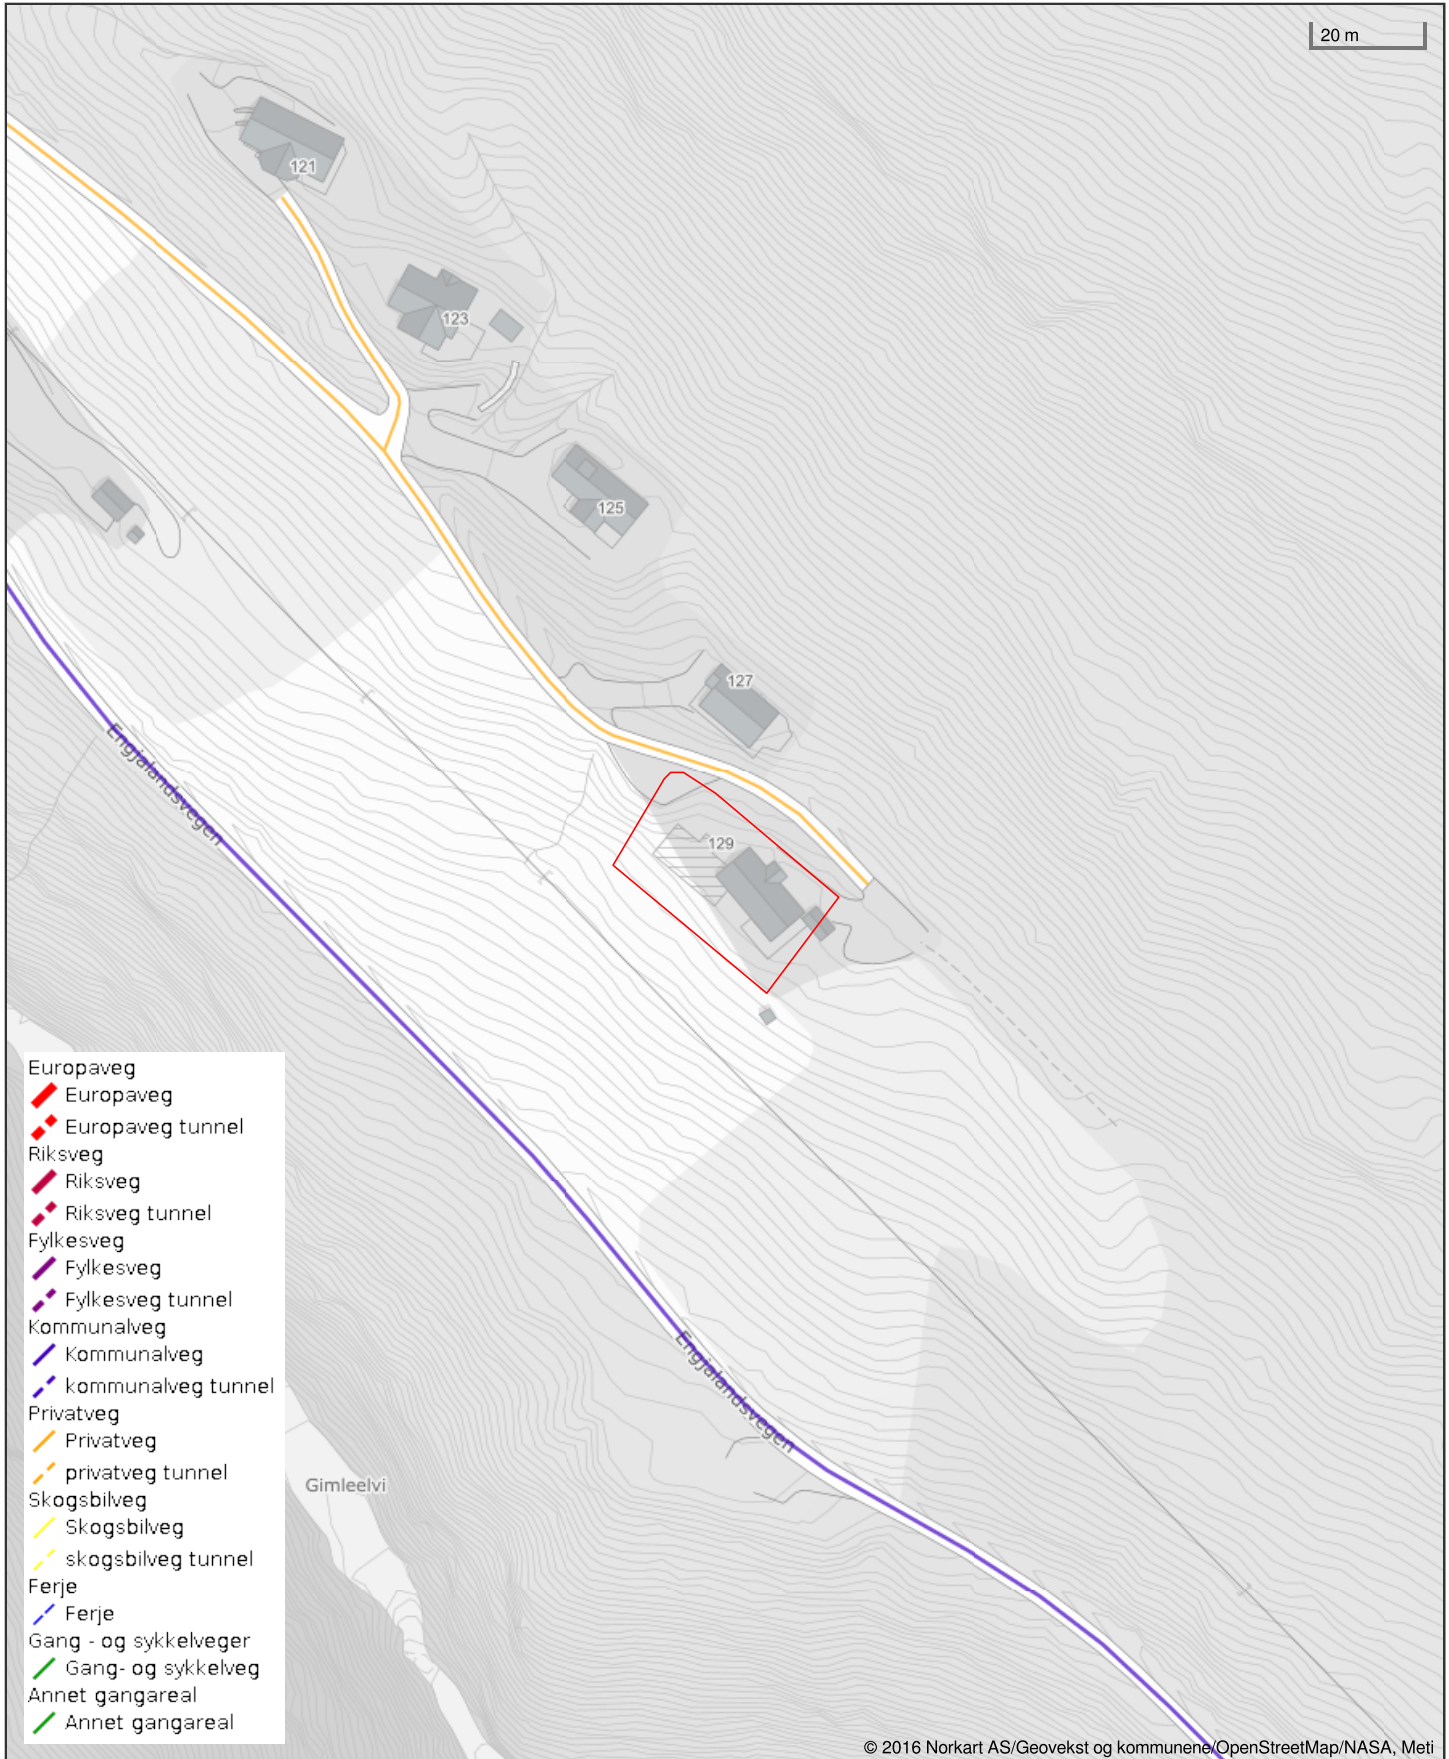 20 m
121
123
125
127
129
Engjalandsvegen
Engjalandsvegen
Gimleelvi
Europaveg
Europaveg
Europaveg tunnel
Riksveg
Riksveg
Riksveg tunnel
Fylkesveg
Fylkesveg
Fylkesveg tunnel
Kommunalveg
Kommunalveg
kommunalveg tunnel
Privatveg
Privatveg
privatveg tunnel
Skogsbilveg
Skogsbilveg
skogsbilveg tunnel
Ferje
Ferje
Gang - og sykkelveger
Gang- og sykkelveg
Annet gangareal
Annet gangareal
© 2016 Norkart AS/Geovekst og kommunene/OpenStreetMap/NASA, Meti